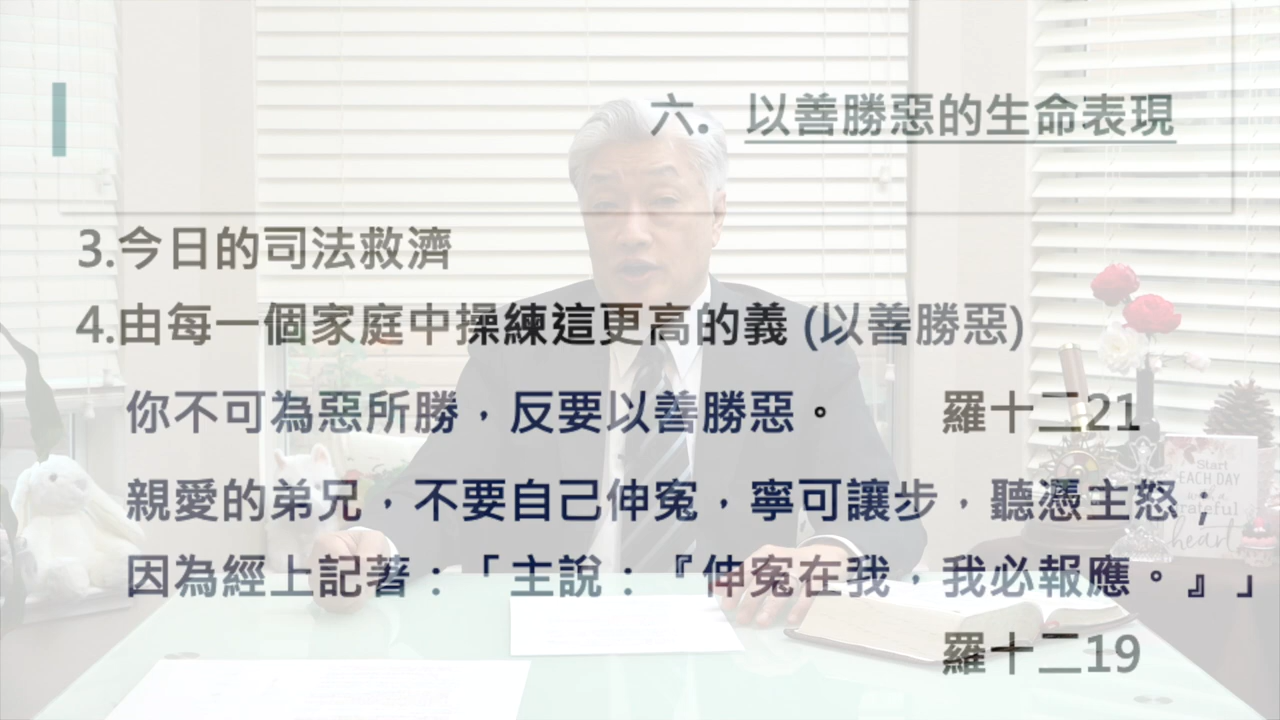 六. 以善勝惡的生命表現
3.今日的司法救濟
4.由每一個家庭中操練這更高的義 (以善勝惡)
你不可為惡所勝，反要以善勝惡。 羅十二21
親愛的弟兄，不要自己伸冤，寧可讓步，聽憑主怒；
因為經上記著：「主說：『伸冤在我，我必報應。』」
羅十二19
Start
EACH DAY
grateful
heart